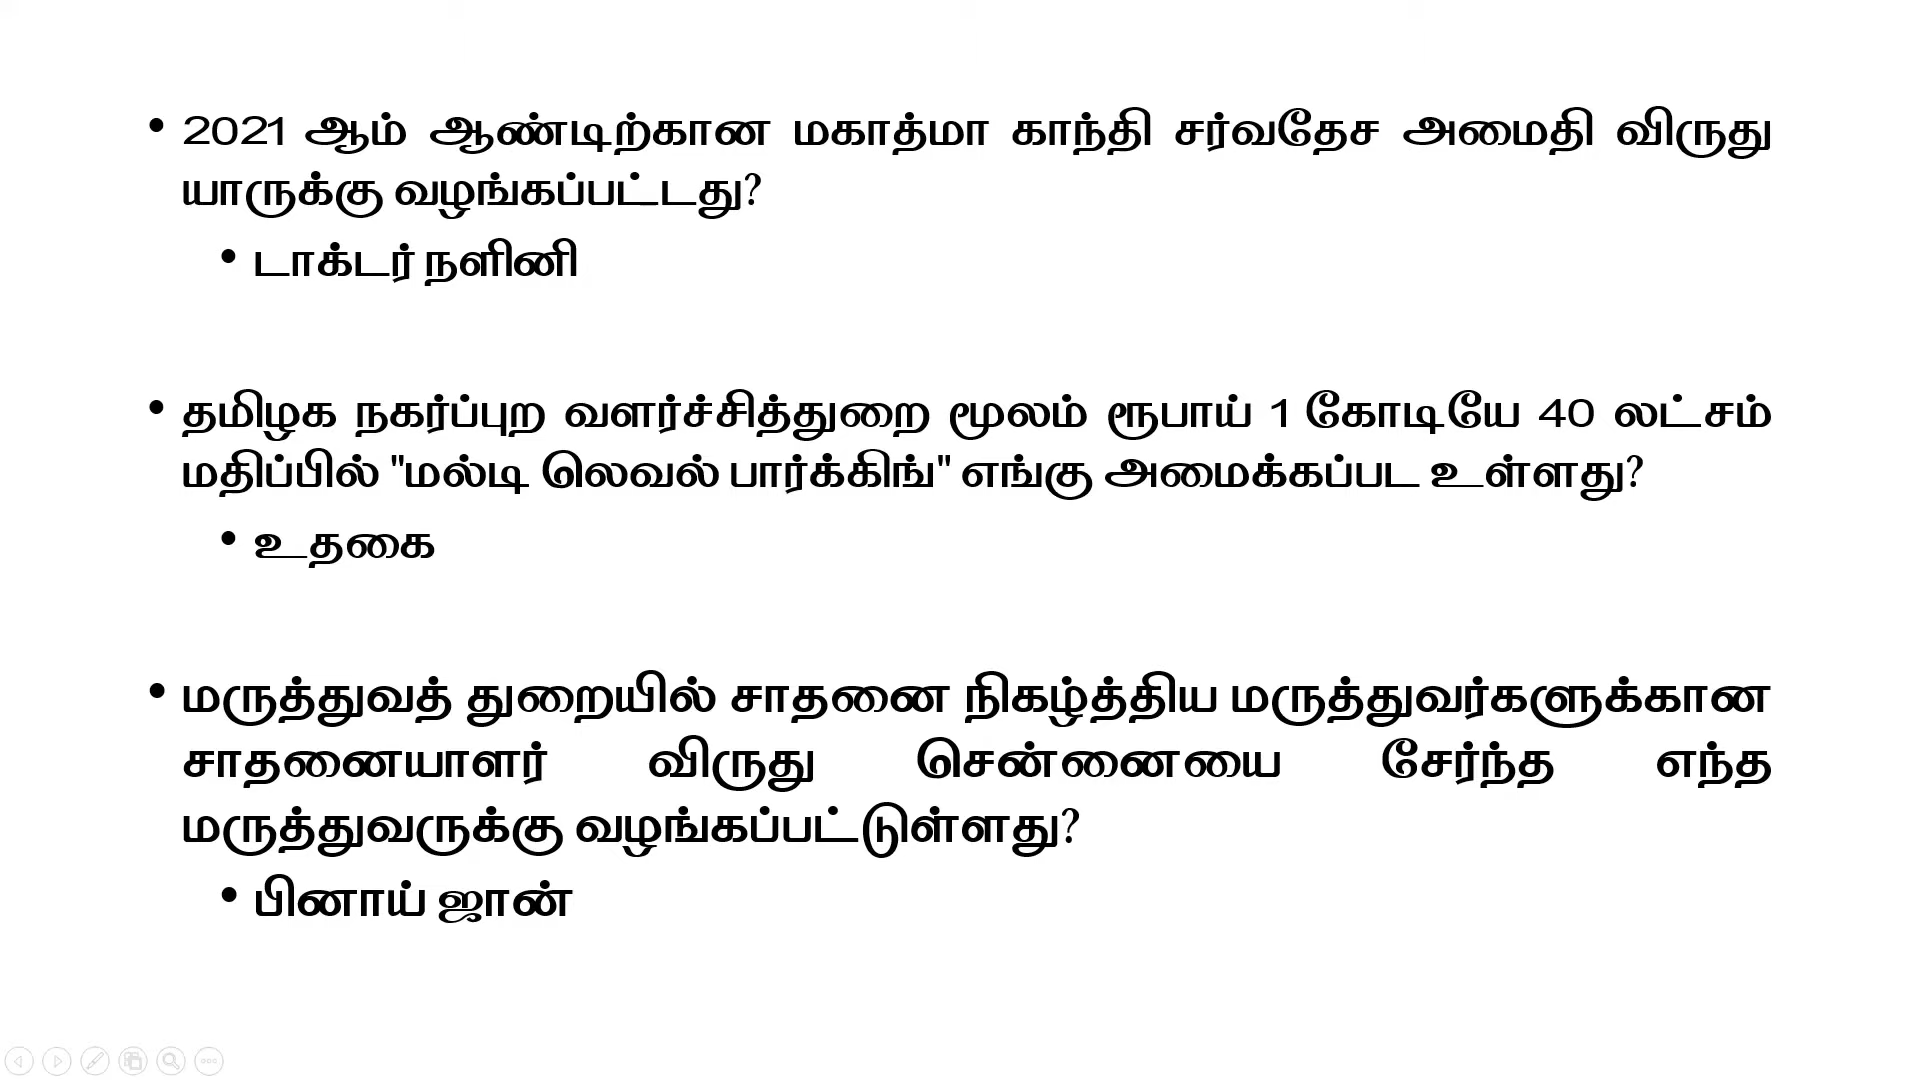 • 2021 ஆம் ஆண்டிற்கான மகாத்மா காந்தி சர்வதேச அமைதி விருது
யாருக்கு வழங்கப்பட்டது?
• டாக்டர் நளினி
• தமிழக நகர்ப்புற வளர்ச்சித்துறை மூலம் ரூபாய் 1 கோடியே 40 லட்சம்
மதிப்பில் "மல்டி லெவல் பார்க்கிங்" எங்கு அமைக்கப்பட உள்ளது?
• உதகை
• மருத்துவத் துறையில் சாதனை நிகழ்த்திய மருத்துவர்களுக்கான
சாதனையாளர் விருது சென்னையை சேர்ந்த எந்த
மருத்துவருக்கு வழங்கப்பட்டுள்ளது?
• பினாய் ஜான்